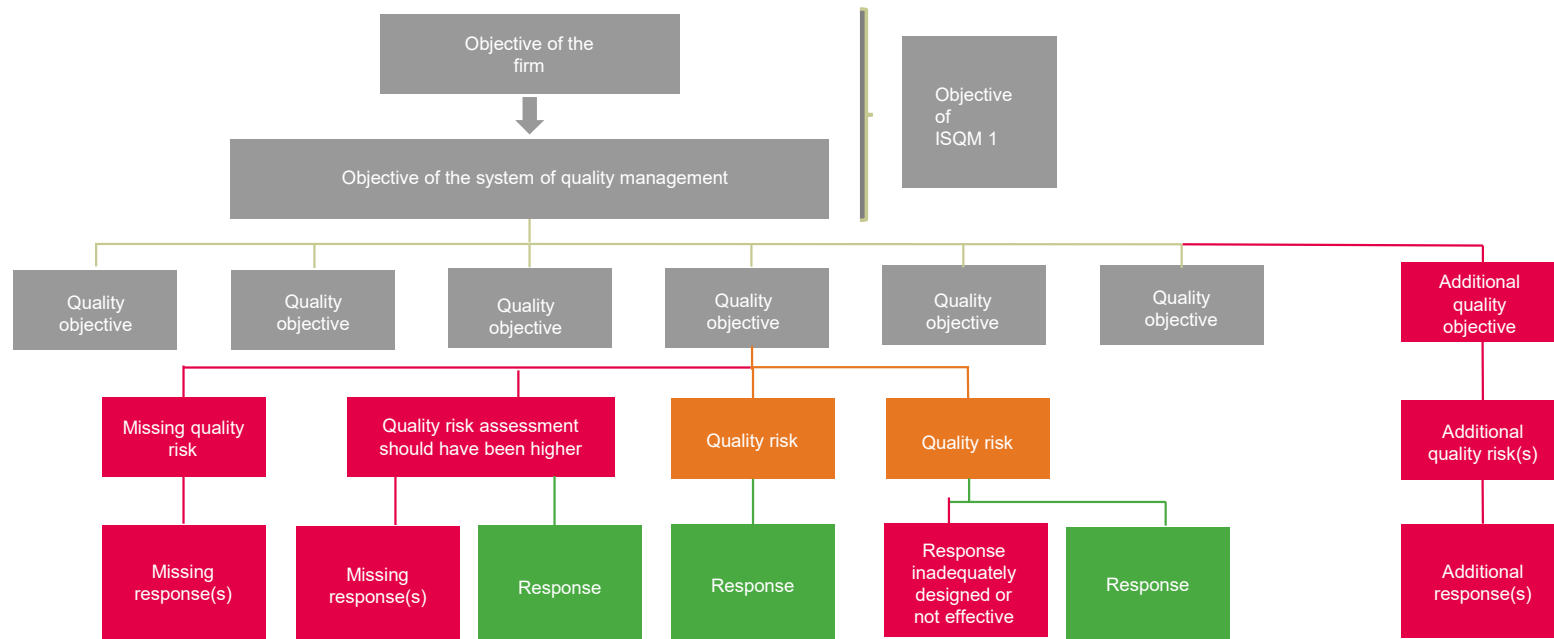 Objective of the
firm
Objective
of
ISQM 1
Objective of the system of quality management
Quality
objective
Quality
objective
Quality
objective
Quality
objective
Quality
objective
Quality
objective
Additional
quality
objective
Missing quality
risk
Quality risk assessment
should have been higher
Quality risk
Quality risk
Additional
quality risk(s)
Missing
response(s)
Missing
response(s)
Response
Response
Response
inadequately
designed or
not effective
Response
Additional
response(s)